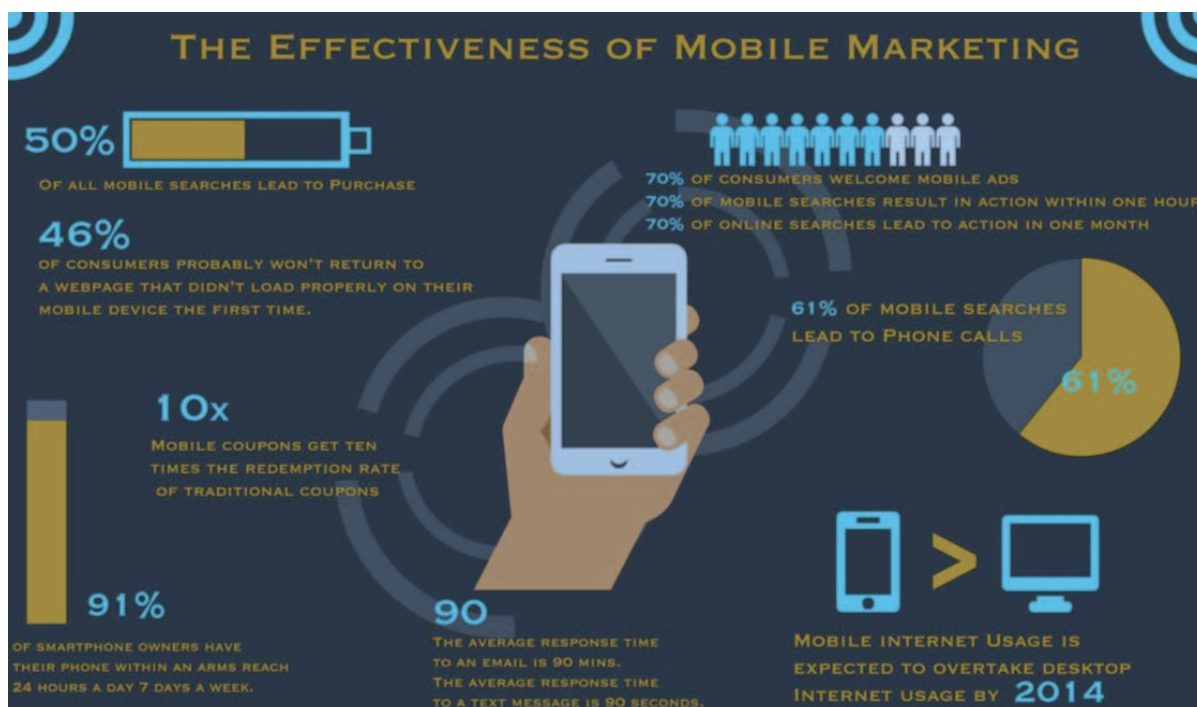 The Effectiveness of Mobile Marketing
50%
Of all mobile searches lead to Purchase
46%
of consumers probably won't return to
a webpage that didn't load properly on their
mobile device the first time.
70% of consumers welcome mobile ads
70% of mobile searches result in action within one hour
70% of online searches lead to action in one month
61% of mobile searches
lead to Phone calls
61%
10x
Mobile coupons get ten
times the redemption rate
of traditional coupons
91%
of smartphone owners have
their phone within an arms reach
24 hours a day 7 days a week.
90
The average response time
to an email is 90 mins.
The average response time
to a text message is 90 seconds.
>
Mobile internet Usage is
expected to overtake desktop
Internet usage by 2014